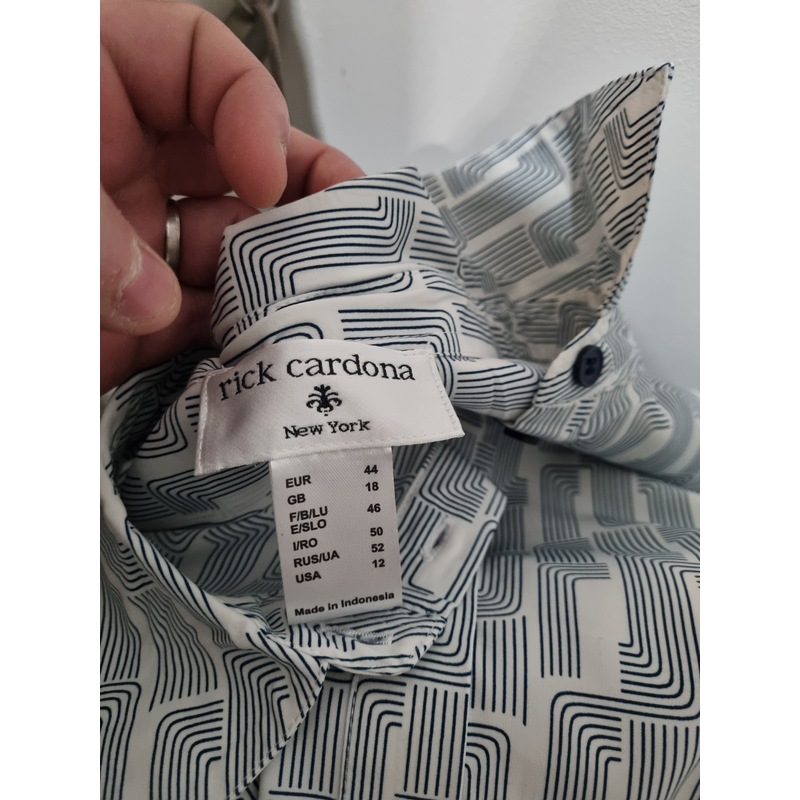 rick cardona
New York
EUR 44
GB 18
F/B/LU 46
E/SLO
I/RO 50
RUS/UA 52
USA 12
Made in Indonesia